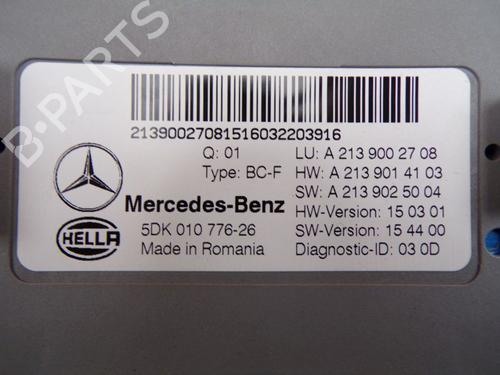 B-PARTS
21390027081516032203916
Q: 01
LU: A 213 900 27 08
Type: BC-F
HW: A 213 901 41 03
SW: A 213 902 50 04
Mercedes-Benz
HW-Version: 15 03 01
HELLA
5DK 010 776-26
SW-Version: 15 44 00
Made in Romania
Diagnostic-ID: 03 0D